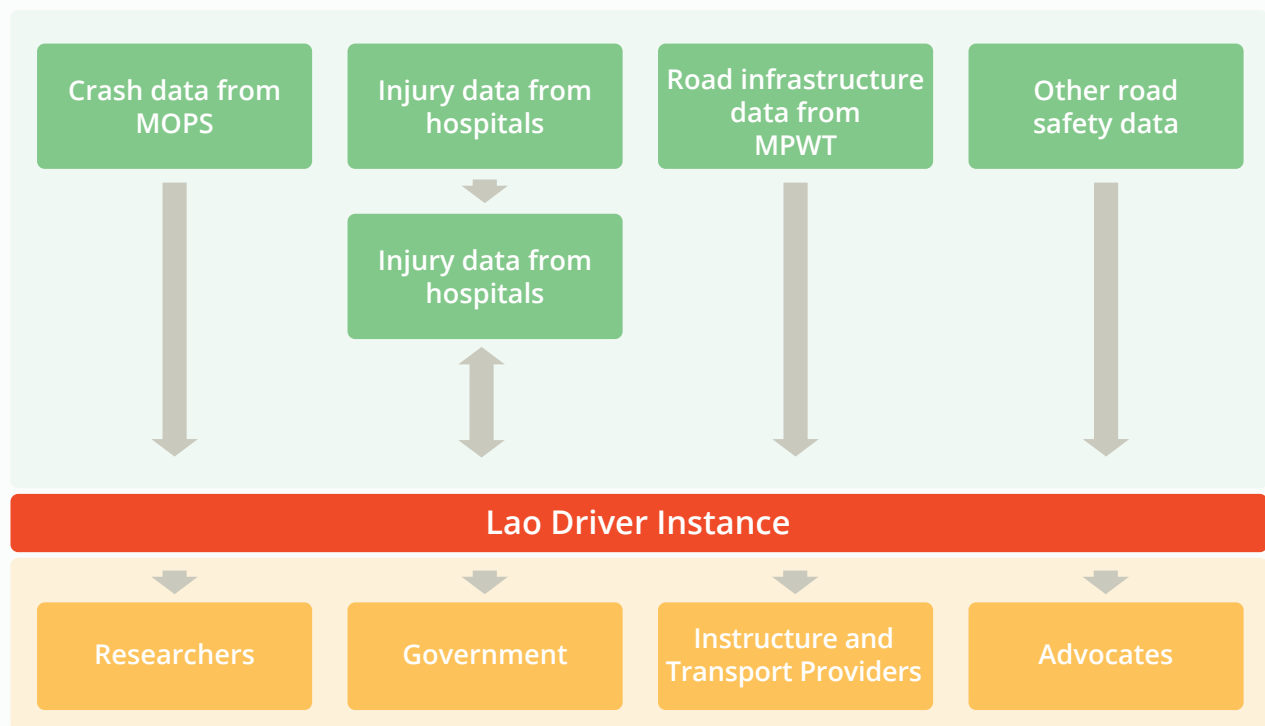 Crash data from
MOPS
Injury data from
hospitals
Road infrastructure
data from
MPWT
Other road
safety data
Injury data from
hospitals
Lao Driver Instance
Researchers
Government
Instructure and
Transport Providers
Advocates